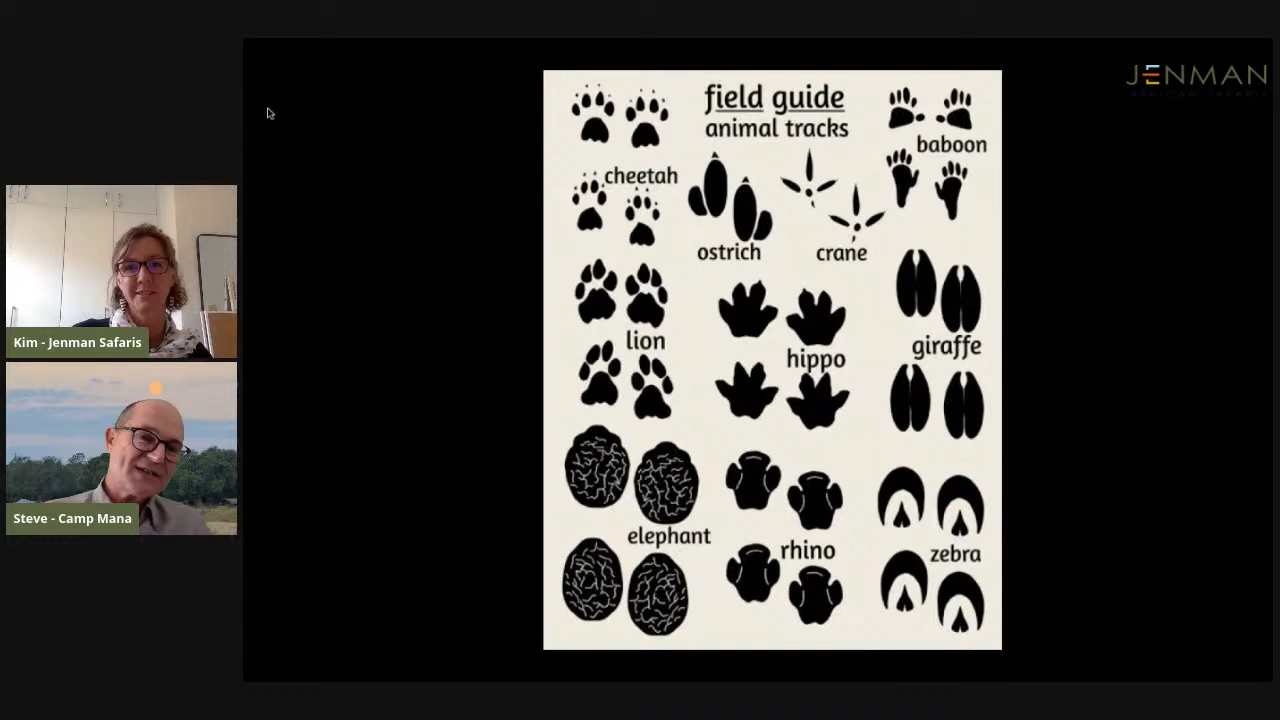 JENMAN
field guide
animal tracks
baboon
cheetah
ostrich
crane
lion
hippo
giraffe
elephant
rhino
zebra
Kim - Jenman Safaris
Steve - Camp Mana